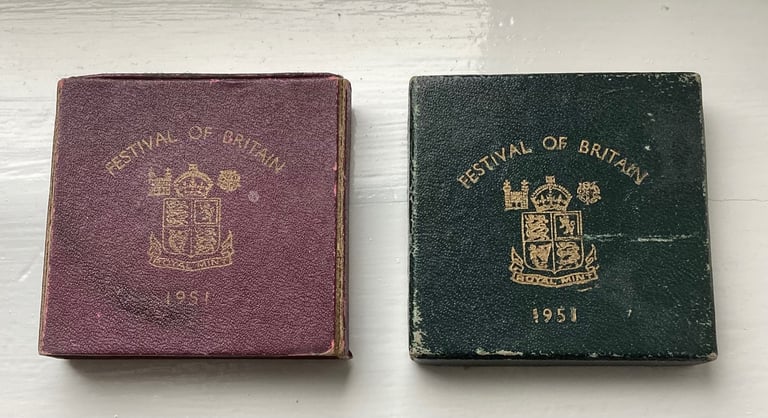 FESTIVAL OF BRITAIN
ROYAL MINT
1951
FESTIVAL OF BRITAIN
ROYAL MINT
1951